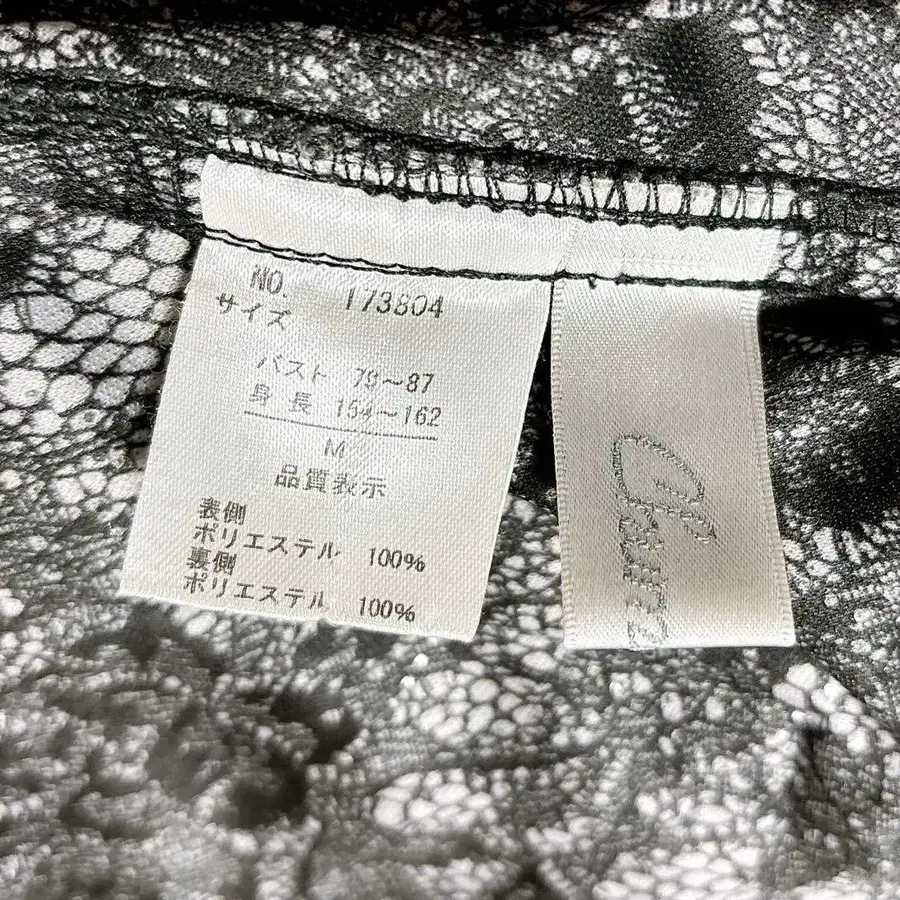 NO. 173804
サイズ
バスト 79～87
身長 154～162
M
品質表示
表側
ポリエステル 100%
裏側
ポリエステル 100%